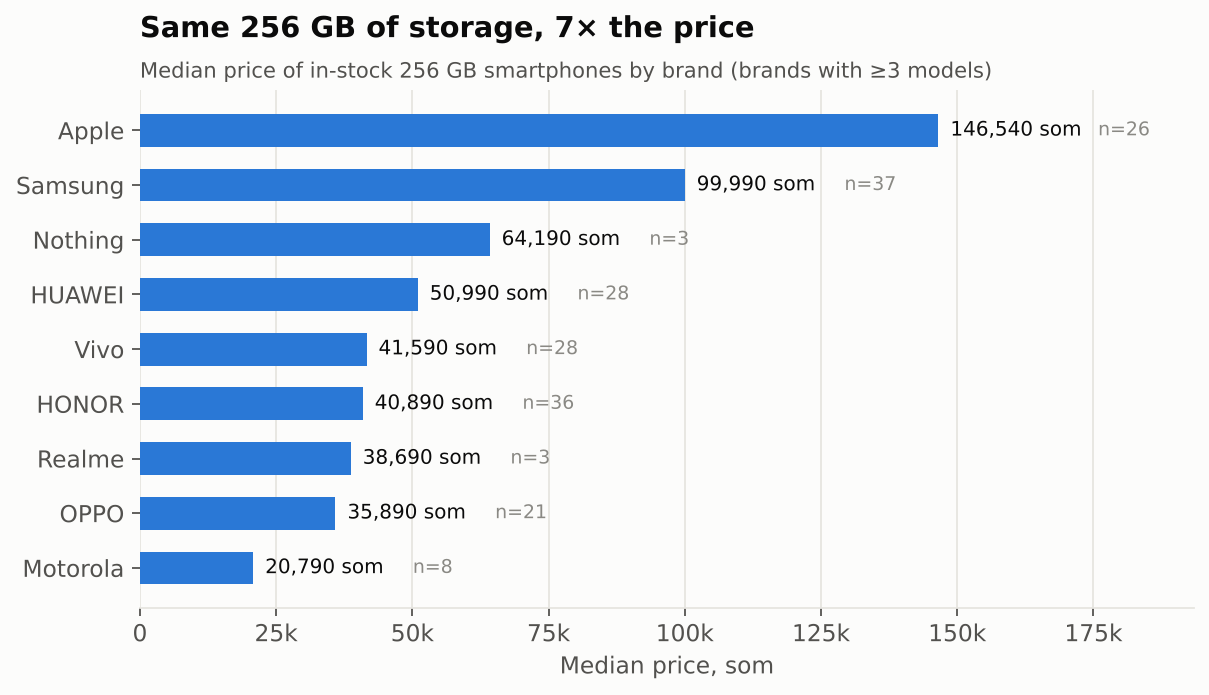 Same 256 GB of storage, 7× the price
Median price of in-stock 256 GB smartphones by brand (brands with ≥3 models)
Apple 146,540 som n=26
Samsung 99,990 som n=37
Nothing 64,190 som n=3
HUAWEI 50,990 som n=28
Vivo 41,590 som n=28
HONOR 40,890 som n=36
Realme 38,690 som n=3
OPPO 35,890 som n=21
Motorola 20,790 som n=8
0 25k 50k 75k 100k 125k 150k 175k
Median price, som